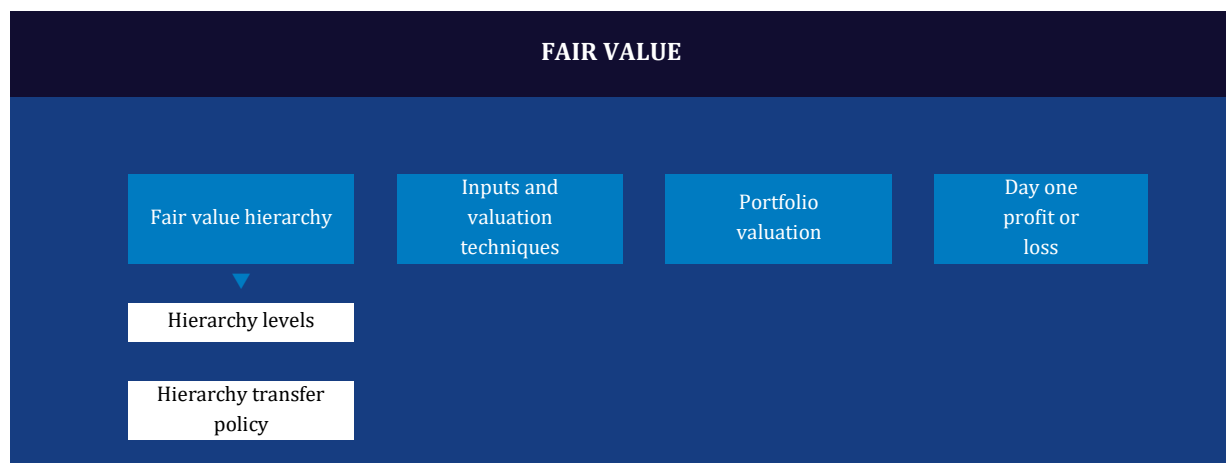 FAIR VALUE
Fair value hierarchy
Inputs and
valuation
techniques
Portfolio
valuation
Day one
profit or
loss
Hierarchy levels
Hierarchy transfer
policy